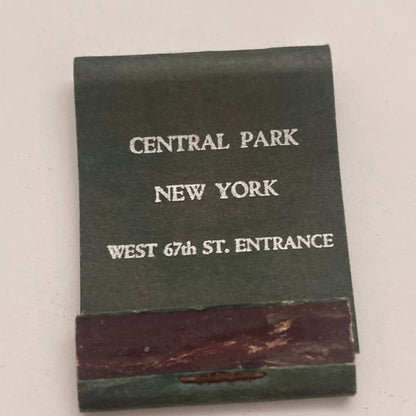 CENTRAL PARK
NEW YORK
WEST 67th ST. ENTRANCE